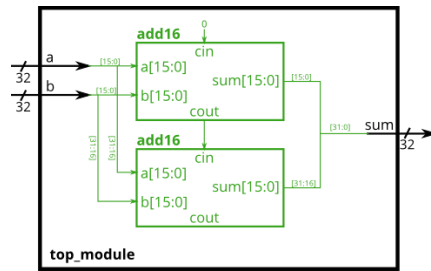 0
add16
cin
a
[15:0]
a[15:0]
32
sum[15:0]
[15:0]
b
[15:0]
b[15:0]
32
cout
[31:16]
[31:16]
add16
cin
[31:0]
sum
32
a[15:0]
sum[15:0]
[31:16]
b[15:0]
cout
top_module